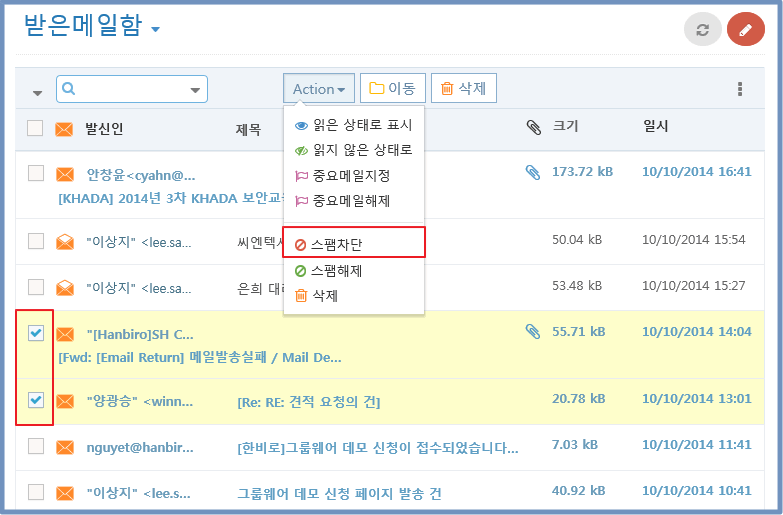 받은메일함
Action 이동 삭제
발신인 제목 크기 일시
읽은 상태로 표시
읽지 않은 상태로
중요메일지정
중요메일해제
스팸차단
스팸해제
삭제
안창윤<cyahn@... 173.72 kB 10/10/2014 16:41
[KHADA] 2014년 3차 KHADA 보안교육
"이상지" <lee.sa... 씨엔텍시 50.04 kB 10/10/2014 15:54
"이상지" <lee.sa... 은희 대리 53.48 kB 10/10/2014 15:27
"[Hanbiro]SH C... 55.71 kB 10/10/2014 14:04
[Fwd: [Email Return] 메일발송실패 / Mail De...
"양광승" <winn... [Re: RE: 견적 요청의 건] 20.78 kB 10/10/2014 13:01
nguyet@hanbir... [한비로]그룹웨어 데모 신청이 접수되었습니다... 7.03 kB 10/10/2014 11:41
"이상지" <lee.s... 그룹웨어 데모 신청 페이지 발송 건 40.92 kB 10/10/2014 10:41